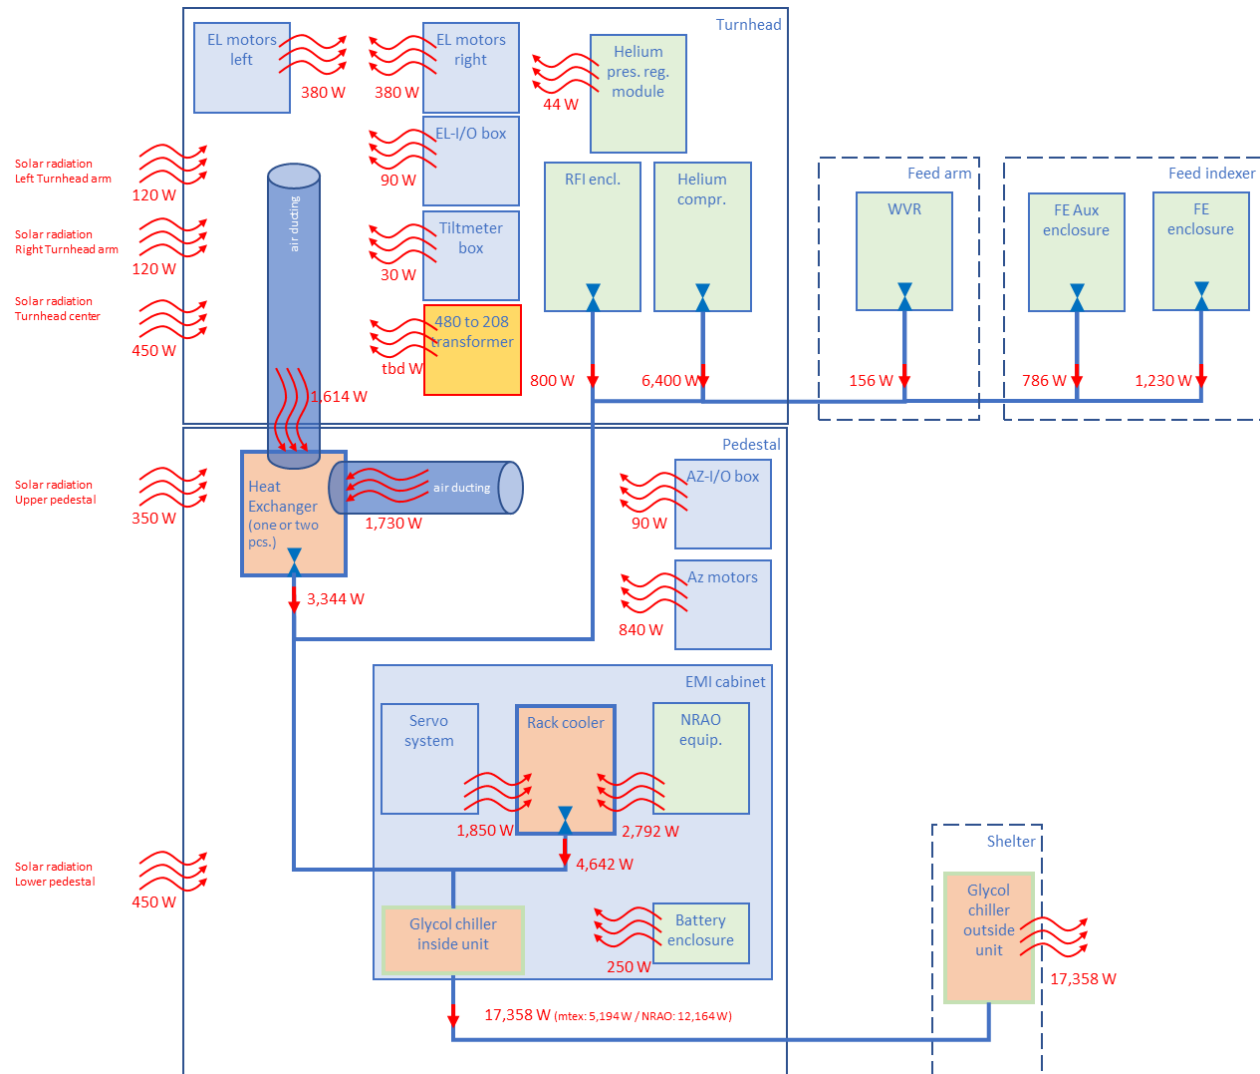 Turnhead
EL motors
left
380 W
EL motors
right
380 W
Helium
pres. reg.
module
44 W
EL-I/O box
90 W
Solar radiation
Left Turnhead arm
120 W
air ducting
RFI encl.
Helium
compr.
Feed arm
WVR
Feed indexer
FE Aux
enclosure
FE
enclosure
Tiltmeter
box
30 W
Solar radiation
Right Turnhead arm
120 W
Solar radiation
Turnhead center
450 W
480 to 208
transformer
tbd W
800 W
6,400 W
156 W
786 W
1,230 W
1,614 W
Pedestal
Heat
Exchanger
(one or two
pcs.)
air ducting
1,730 W
Solar radiation
Upper pedestal
350 W
AZ-I/O box
90 W
3,344 W
Az motors
840 W
EMI cabinet
Servo
system
1,850 W
Rack cooler
NRAO
equip.
2,792 W
4,642 W
Solar radiation
Lower pedestal
450 W
Glycol chiller
inside unit
Battery
enclosure
250 W
Shelter
Glycol
chiller
outside
unit
17,358 W
17,358 W (mtex: 5,194 W / NRAO: 12,164 W)